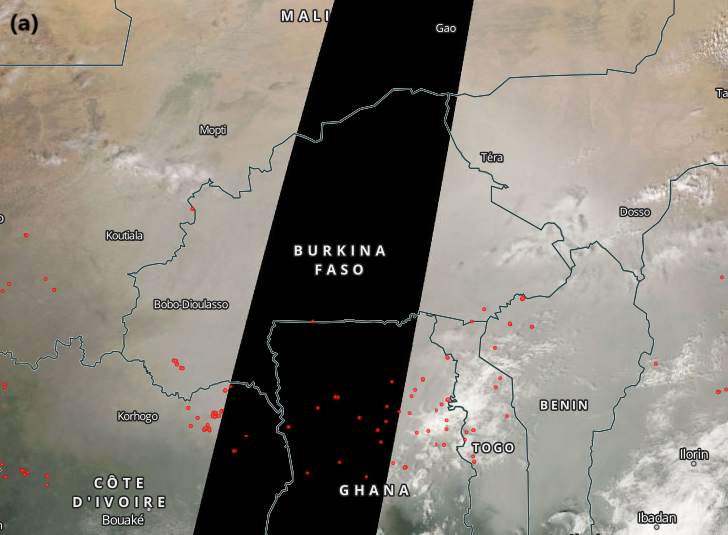 (a)
MALI
Gao
Ta
Mopti
Téra
Dosso
Koutiala
BURKINA
FASO
Bobo-Dioulasso
Korhogo
BENIN
TOGO
Ilorin
CÔTE
D'IVOIRE
GHANA
Bouaké
Ibadan